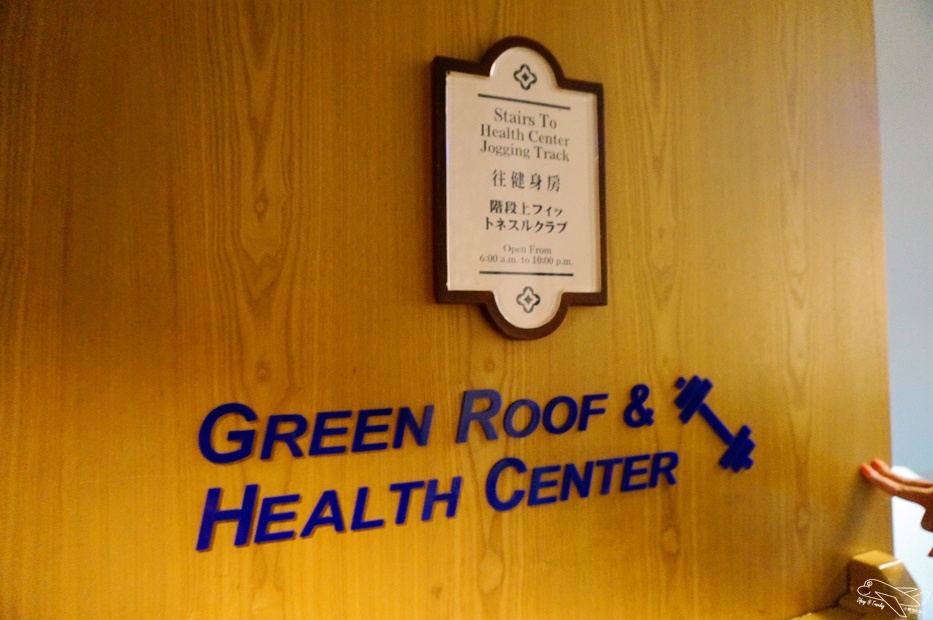 Stairs To
Health Center
Jogging Track
往健身房
階段上フィッ
トネスルクラブ
Open From
6:00 a.m. to 10:00 p.m.
GREEN ROOF &
HEALTH CENTER